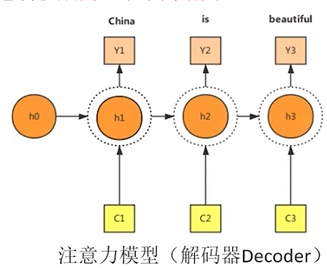 China is beautiful
Y1 Y2 Y3
h0 h1 h2 h3
C1 C2 C3
注意力模型（解码器Decoder）